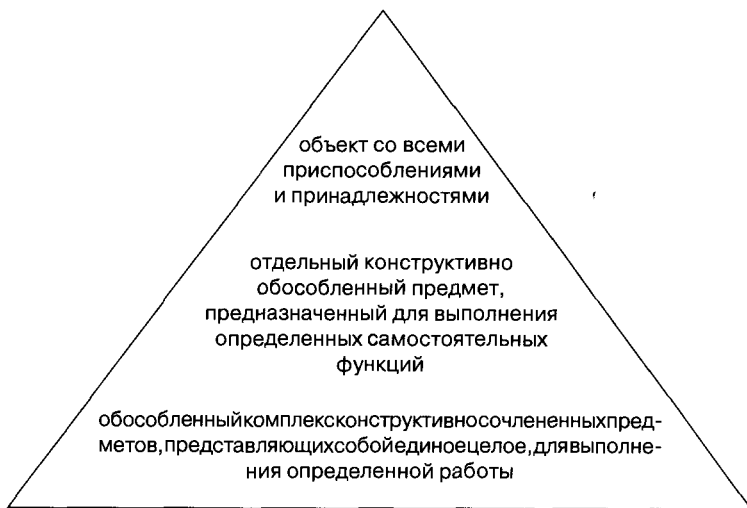 объект со всеми
приспособлениями
и принадлежностями
отдельный конструктивно
обособленный предмет,
предназначенный для выполнения
определенных самостоятельных
функций
обособленныйкомплексконструктивносочлененныхпред-
метов,представляющихсобойединоецелое,длявыполне-
ния определенной работы